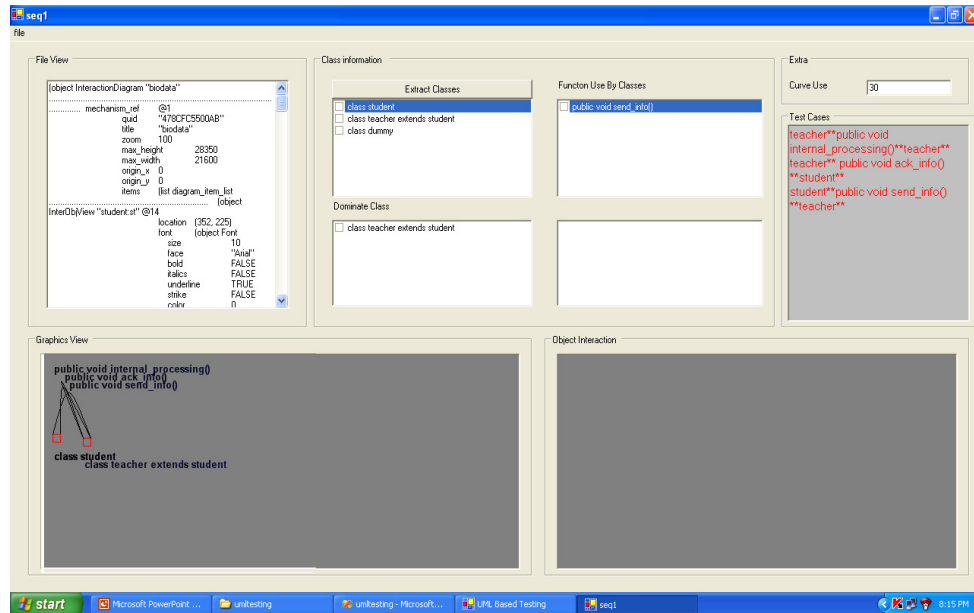 seq1
file
File View
(object InteractionDiagram "biodata"
mechanism_ref @1
quid "478CFC5500AB"
title "biodata"
zoom 100
max_height 28350
max_width 21600
origin_x 0
origin_y 0
items (list diagram_item_list
(object
InterObjView "student:st" @14
location (352, 225)
font (object Font
size 10
face "Arial"
bold FALSE
italics FALSE
underline TRUE
strike FALSE
color 0
Class information
Extract Classes
class student
class teacher extends student
class dummy
Functon Use By Classes
public void send_info()
Dominate Class
class teacher extends student
Extra
Curve Use 30
Test Cases
teacher**public void
internal_processing()**teacher**
teacher** public void ack_info()
**student**
student**public void send_info()
**teacher**
Graphics View
public void internal_processing()
public void ack_info()
public void send_info()
class student
class teacher extends student
Object Interaction
start
Microsoft PowerPoint ...
umltesting
umltesting - Microsoft...
UML Based Testing
seq1
8:15 PM